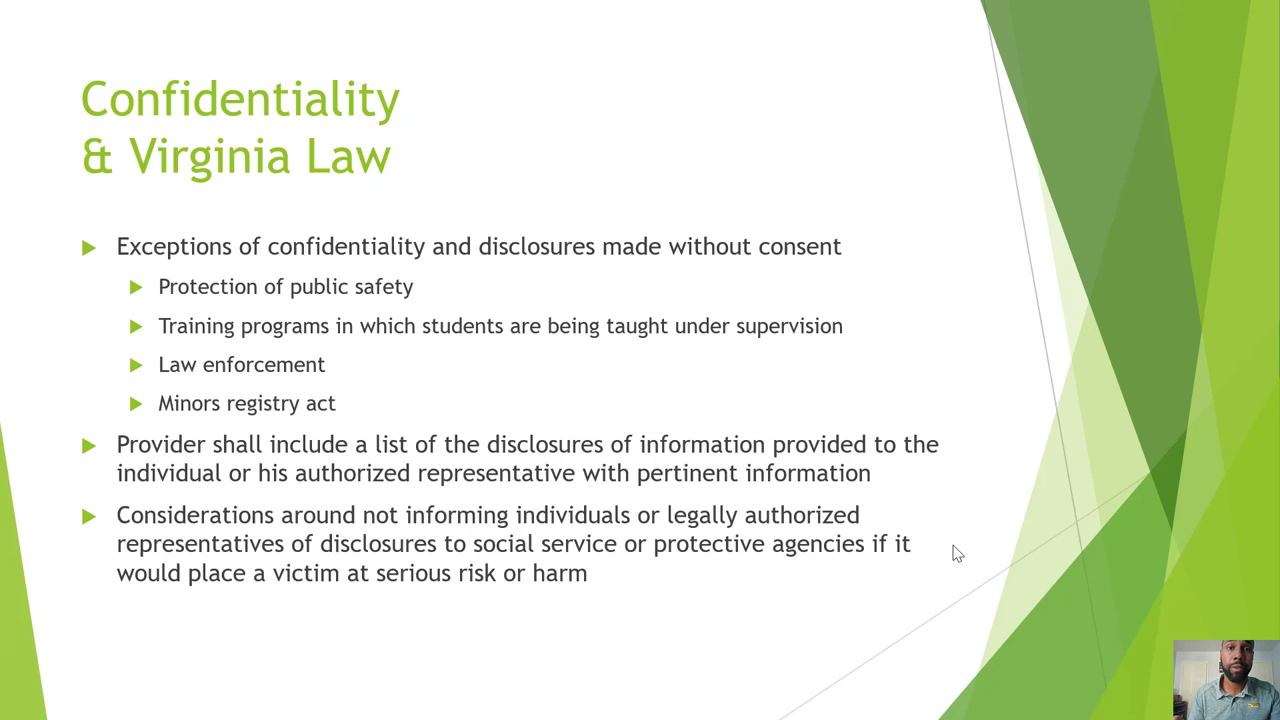 Confidentiality
& Virginia Law
Exceptions of confidentiality and disclosures made without consent
Protection of public safety
Training programs in which students are being taught under supervision
Law enforcement
Minors registry act
Provider shall include a list of the disclosures of information provided to the
individual or his authorized representative with pertinent information
Considerations around not informing individuals or legally authorized
representatives of disclosures to social service or protective agencies if it
would place a victim at serious risk or harm